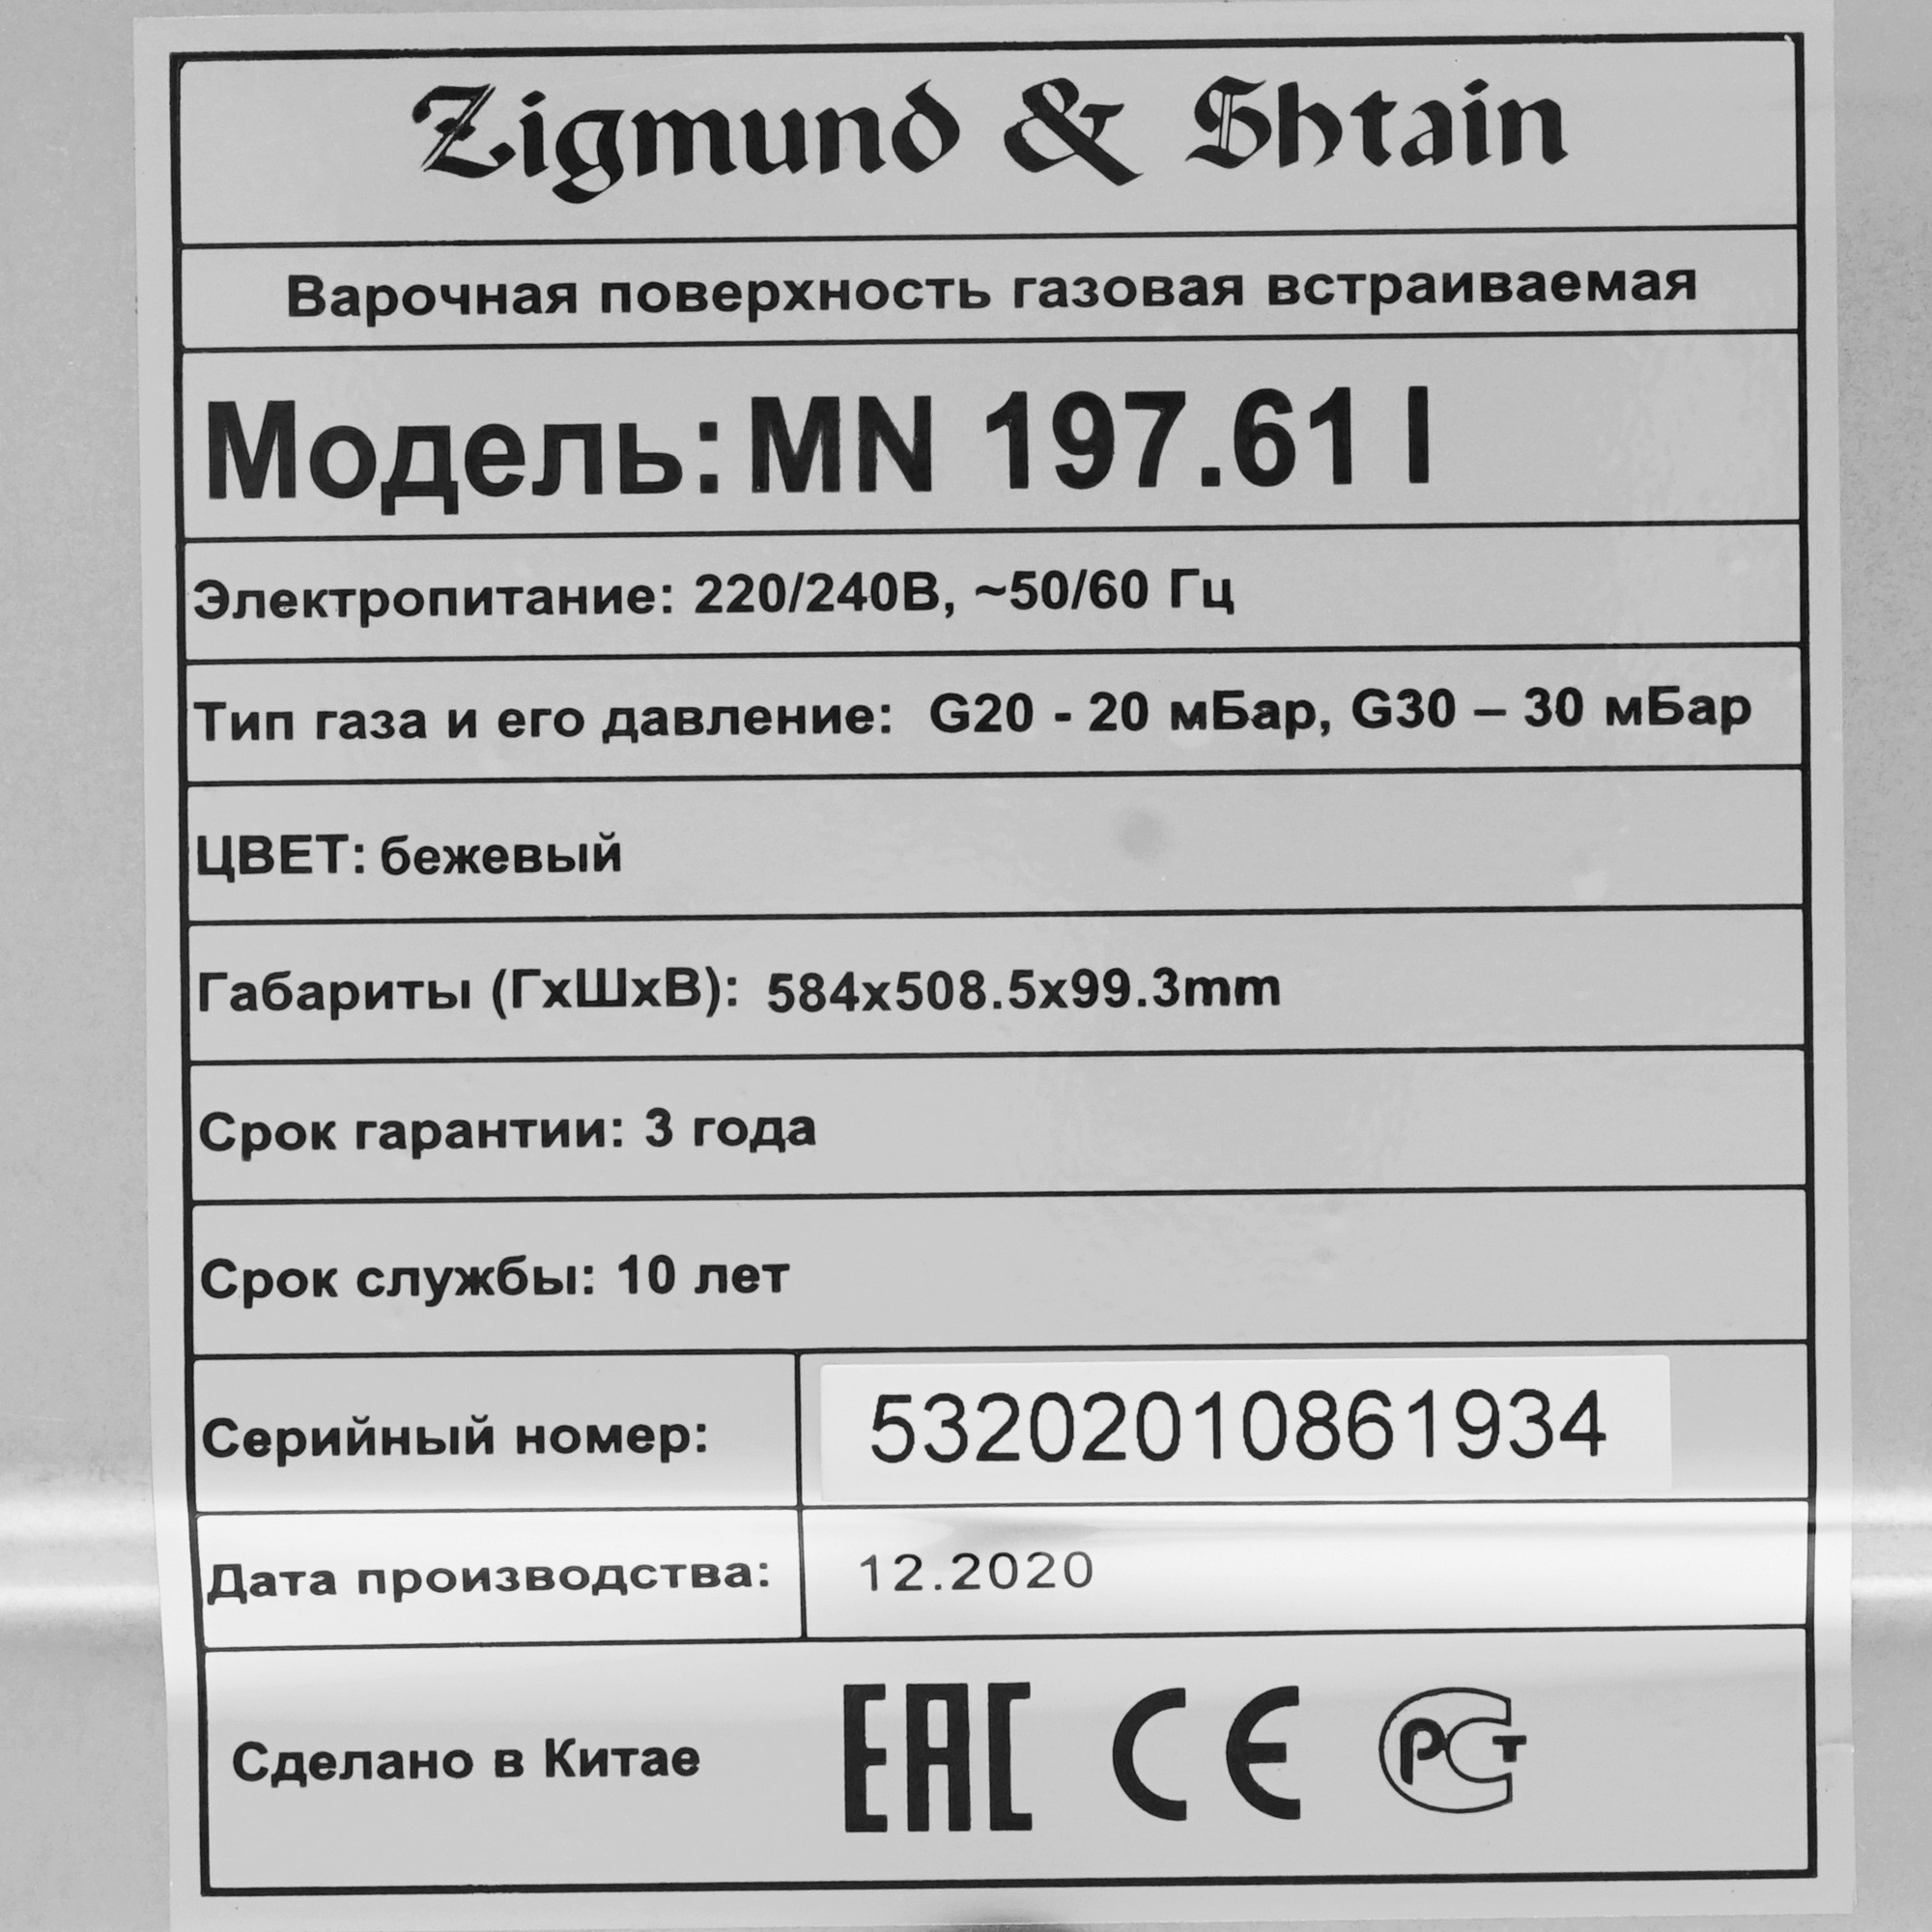 Zigmund & Shtain
Варочная поверхность газовая встраиваемая
Модель: MN 197.61 I
Электропитание: 220/240В, ~50/60 Гц
Тип газа и его давление: G20 - 20 мБар, G30 – 30 мБар
ЦВЕТ: бежевый
Габариты (ГxШxВ): 584x508.5x99.3mm
Срок гарантии: 3 года
Срок службы: 10 лет
Серийный номер: 53202010861934
Дата производства: 12.2020
Сделано в Китае EAC CE РСТ